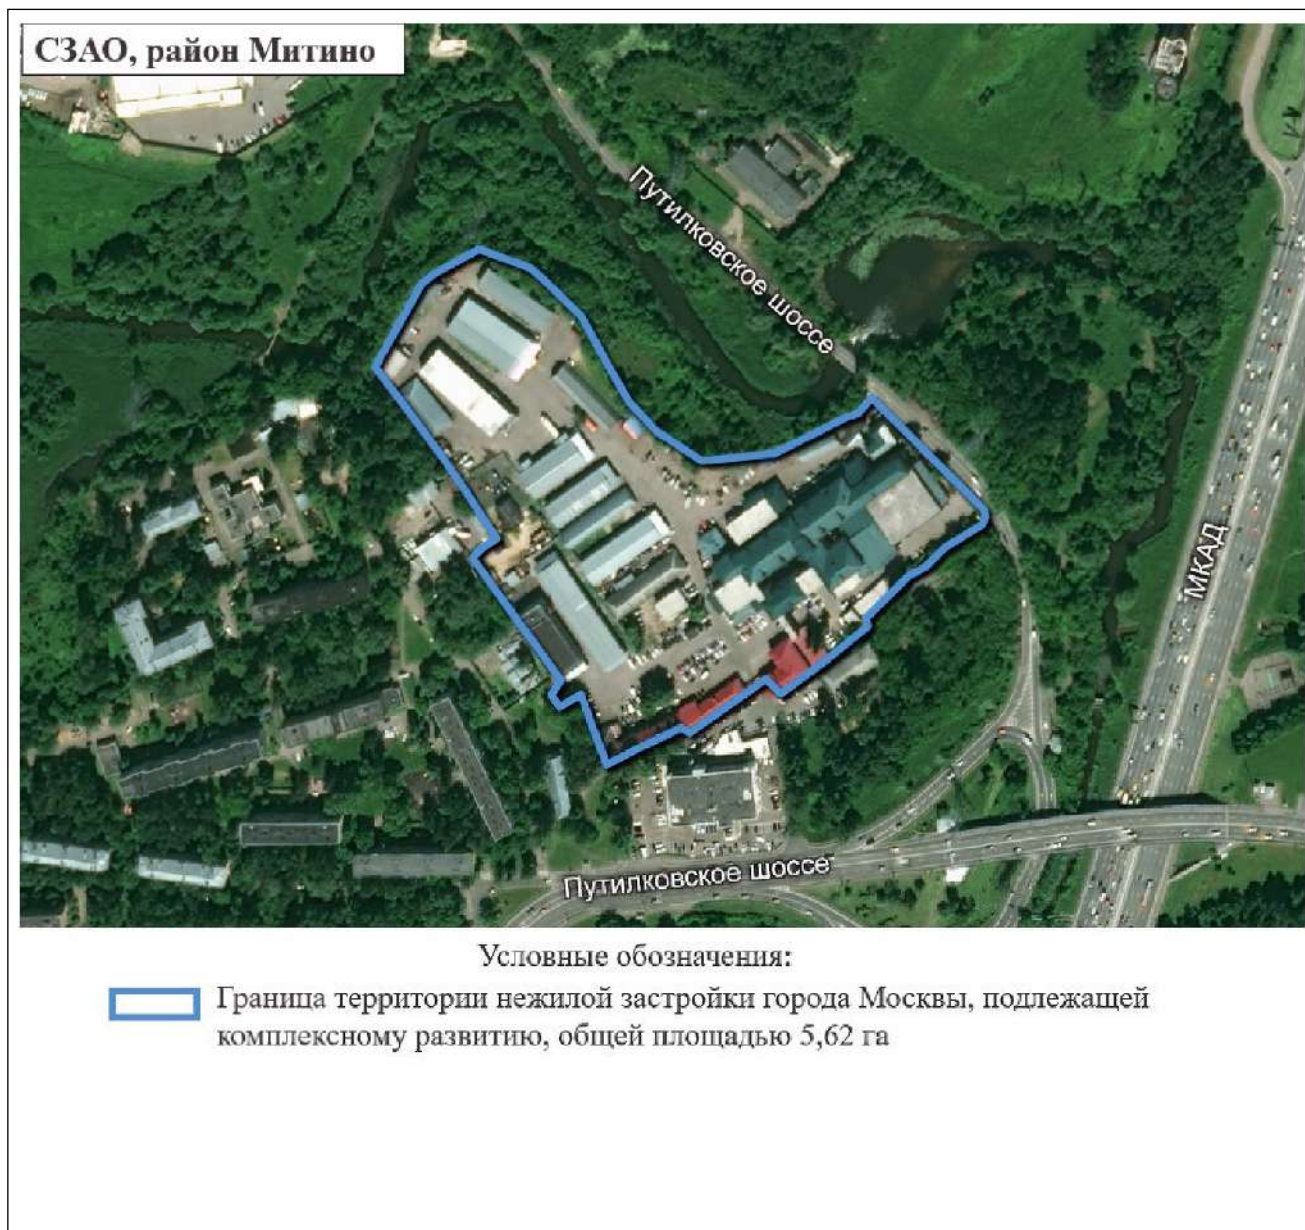 СЗАО, район Митино
Путилковское шоссе
МКАД
Путилковское шоссе
Условные обозначения:
Граница территории нежилой застройки города Москвы, подлежащей
комплексному развитию, общей площадью 5,62 га